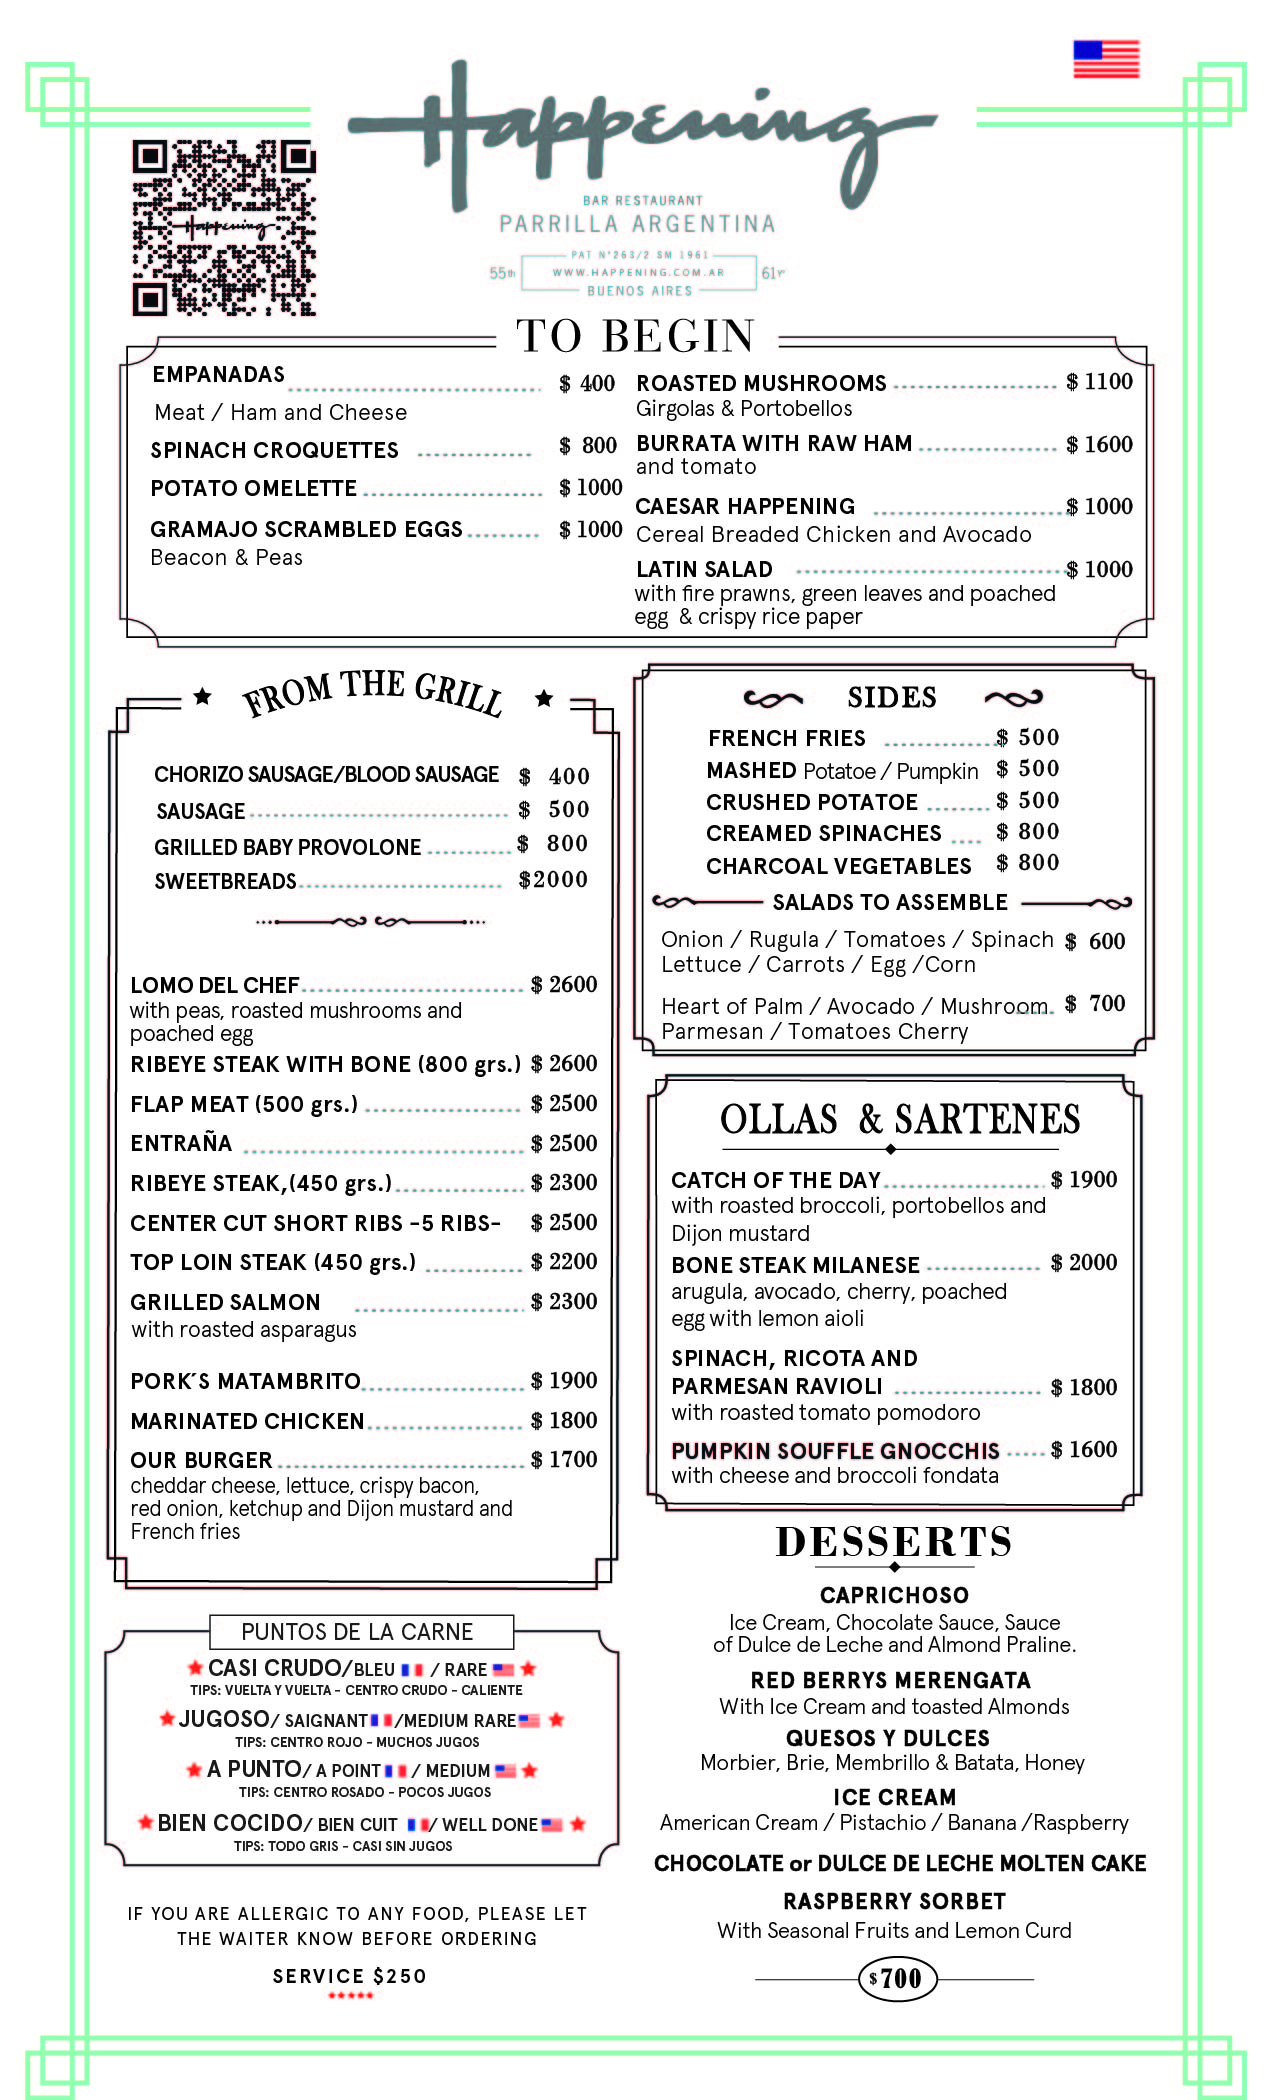 Happening
BAR RESTAURANT
PARRILLA ARGENTINA
PAT N°263/2 SM 1961
55th WWW.HAPPENING.COM.AR 61yr
BUENOS AIRES
Happening
TO BEGIN
EMPANADAS $ 400
Meat / Ham and Cheese
SPINACH CROQUETTES $ 800
POTATO OMELETTE $ 1000
GRAMAJO SCRAMBLED EGGS $ 1000
Beacon & Peas
ROASTED MUSHROOMS $ 1100
Girgolas & Portobellos
BURRATA WITH RAW HAM $ 1600
and tomato
CAESAR HAPPENING $ 1000
Cereal Breaded Chicken and Avocado
LATIN SALAD $ 1000
with fire prawns, green leaves and poached
egg & crispy rice paper
FROM THE GRILL
CHORIZO SAUSAGE/BLOOD SAUSAGE $ 400
SAUSAGE $ 500
GRILLED BABY PROVOLONE $ 800
SWEETBREADS $2000
LOMO DEL CHEF $ 2600
with peas, roasted mushrooms and
poached egg
RIBEYE STEAK WITH BONE (800 grs.) $ 2600
FLAP MEAT (500 grs.) $ 2500
ENTRAÑA $ 2500
RIBEYE STEAK,(450 grs.) $ 2300
CENTER CUT SHORT RIBS -5 RIBS- $ 2500
TOP LOIN STEAK (450 grs.) $ 2200
GRILLED SALMON $ 2300
with roasted asparagus
PORK´S MATAMBRITO $ 1900
MARINATED CHICKEN $ 1800
OUR BURGER $ 1700
cheddar cheese, lettuce, crispy bacon,
red onion, ketchup and Dijon mustard and
French fries
SIDES
FRENCH FRIES $ 500
MASHED Potatoe / Pumpkin $ 500
CRUSHED POTATOE $ 500
CREAMED SPINACHES $ 800
CHARCOAL VEGETABLES $ 800
SALADS TO ASSEMBLE
Onion / Rugula / Tomatoes / Spinach $ 600
Lettuce / Carrots / Egg /Corn
Heart of Palm / Avocado / Mushroom $ 700
Parmesan / Tomatoes Cherry
OLLAS & SARTENES
CATCH OF THE DAY $ 1900
with roasted broccoli, portobellos and
Dijon mustard
BONE STEAK MILANESE $ 2000
arugula, avocado, cherry, poached
egg with lemon aioli
SPINACH, RICOTA AND
PARMESAN RAVIOLI $ 1800
with roasted tomato pomodoro
PUMPKIN SOUFFLE GNOCCHIS $ 1600
with cheese and broccoli fondata
DESSERTS
CAPRICHOSO
Ice Cream, Chocolate Sauce, Sauce
of Dulce de Leche and Almond Praline.
RED BERRYS MERENGATA
With Ice Cream and toasted Almonds
QUESOS Y DULCES
Morbier, Brie, Membrillo & Batata, Honey
ICE CREAM
American Cream / Pistachio / Banana /Raspberry
CHOCOLATE or DULCE DE LECHE MOLTEN CAKE
RASPBERRY SORBET
With Seasonal Fruits and Lemon Curd
$700
PUNTOS DE LA CARNE
CASI CRUDO/BLEU / RARE
TIPS: VUELTA Y VUELTA - CENTRO CRUDO - CALIENTE
JUGOSO/ SAIGNANT /MEDIUM RARE
TIPS: CENTRO ROJO - MUCHOS JUGOS
A PUNTO/ A POINT / MEDIUM
TIPS: CENTRO ROSADO - POCOS JUGOS
BIEN COCIDO/ BIEN CUIT / WELL DONE
TIPS: TODO GRIS - CASI SIN JUGOS
IF YOU ARE ALLERGIC TO ANY FOOD, PLEASE LET
THE WAITER KNOW BEFORE ORDERING
SERVICE $250